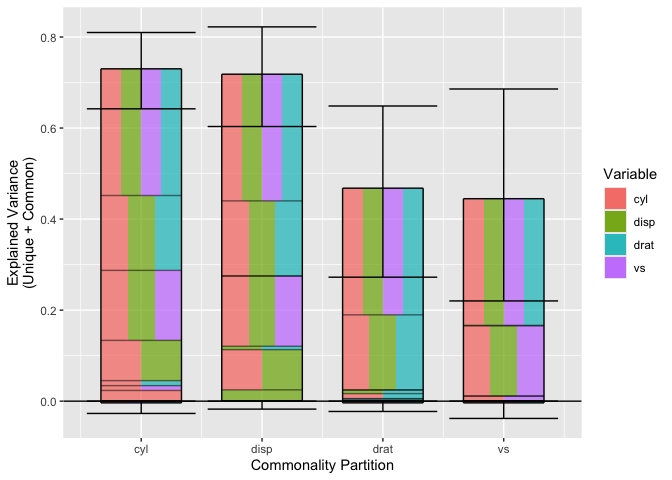 0.8
0.6
0.4
0.2
0.0
Explained Variance
(Unique + Common)
cyl
disp
drat
vs
Commonality Partition
Variable
cyl
disp
drat
vs